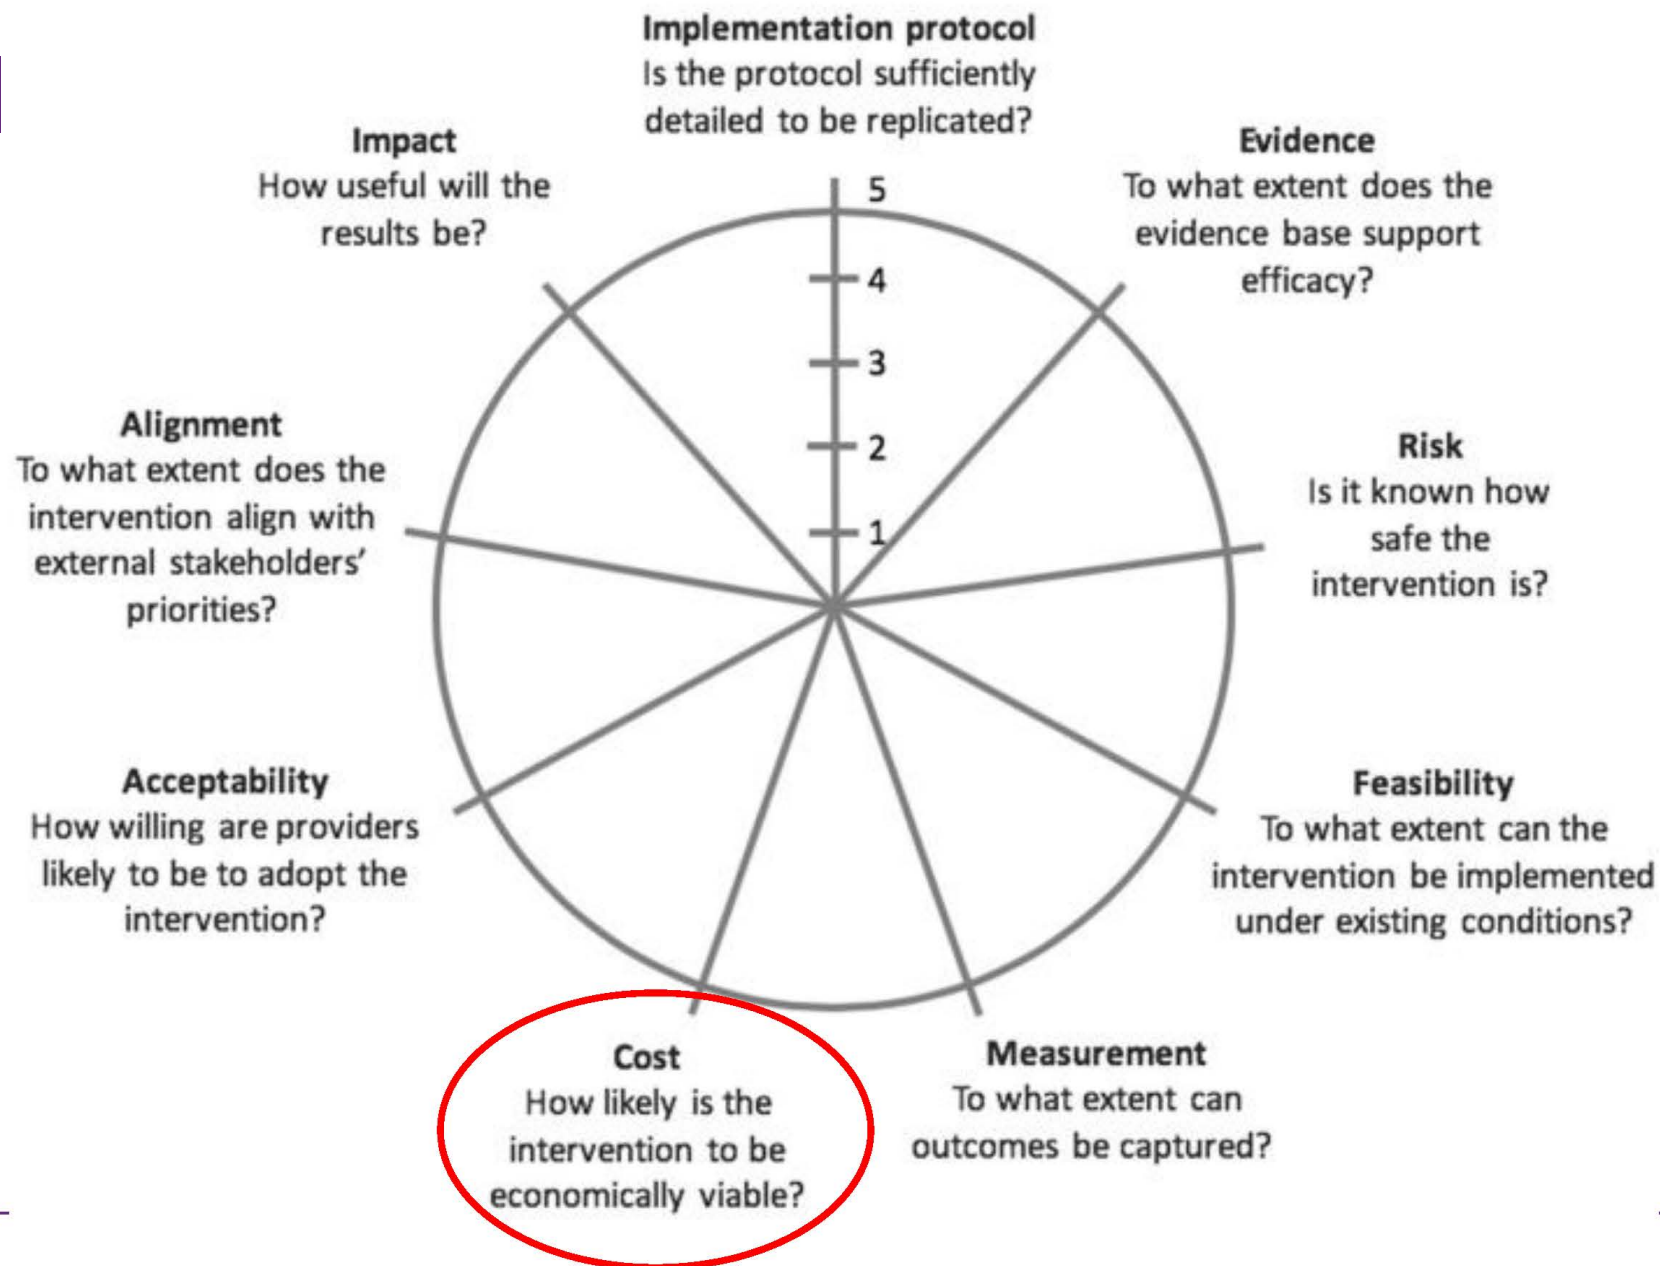 Implementation protocol
Is the protocol sufficiently
detailed to be replicated?
Impact
How useful will the
results be?
Evidence
To what extent does the
evidence base support
efficacy?
5
4
3
2
1
Alignment
To what extent does the
intervention align with
external stakeholders’
priorities?
Risk
Is it known how
safe the
intervention is?
Acceptability
How willing are providers
likely to be to adopt the
intervention?
Feasibility
To what extent can the
intervention be implemented
under existing conditions?
Cost
How likely is the
intervention to be
economically viable?
Measurement
To what extent can
outcomes be captured?